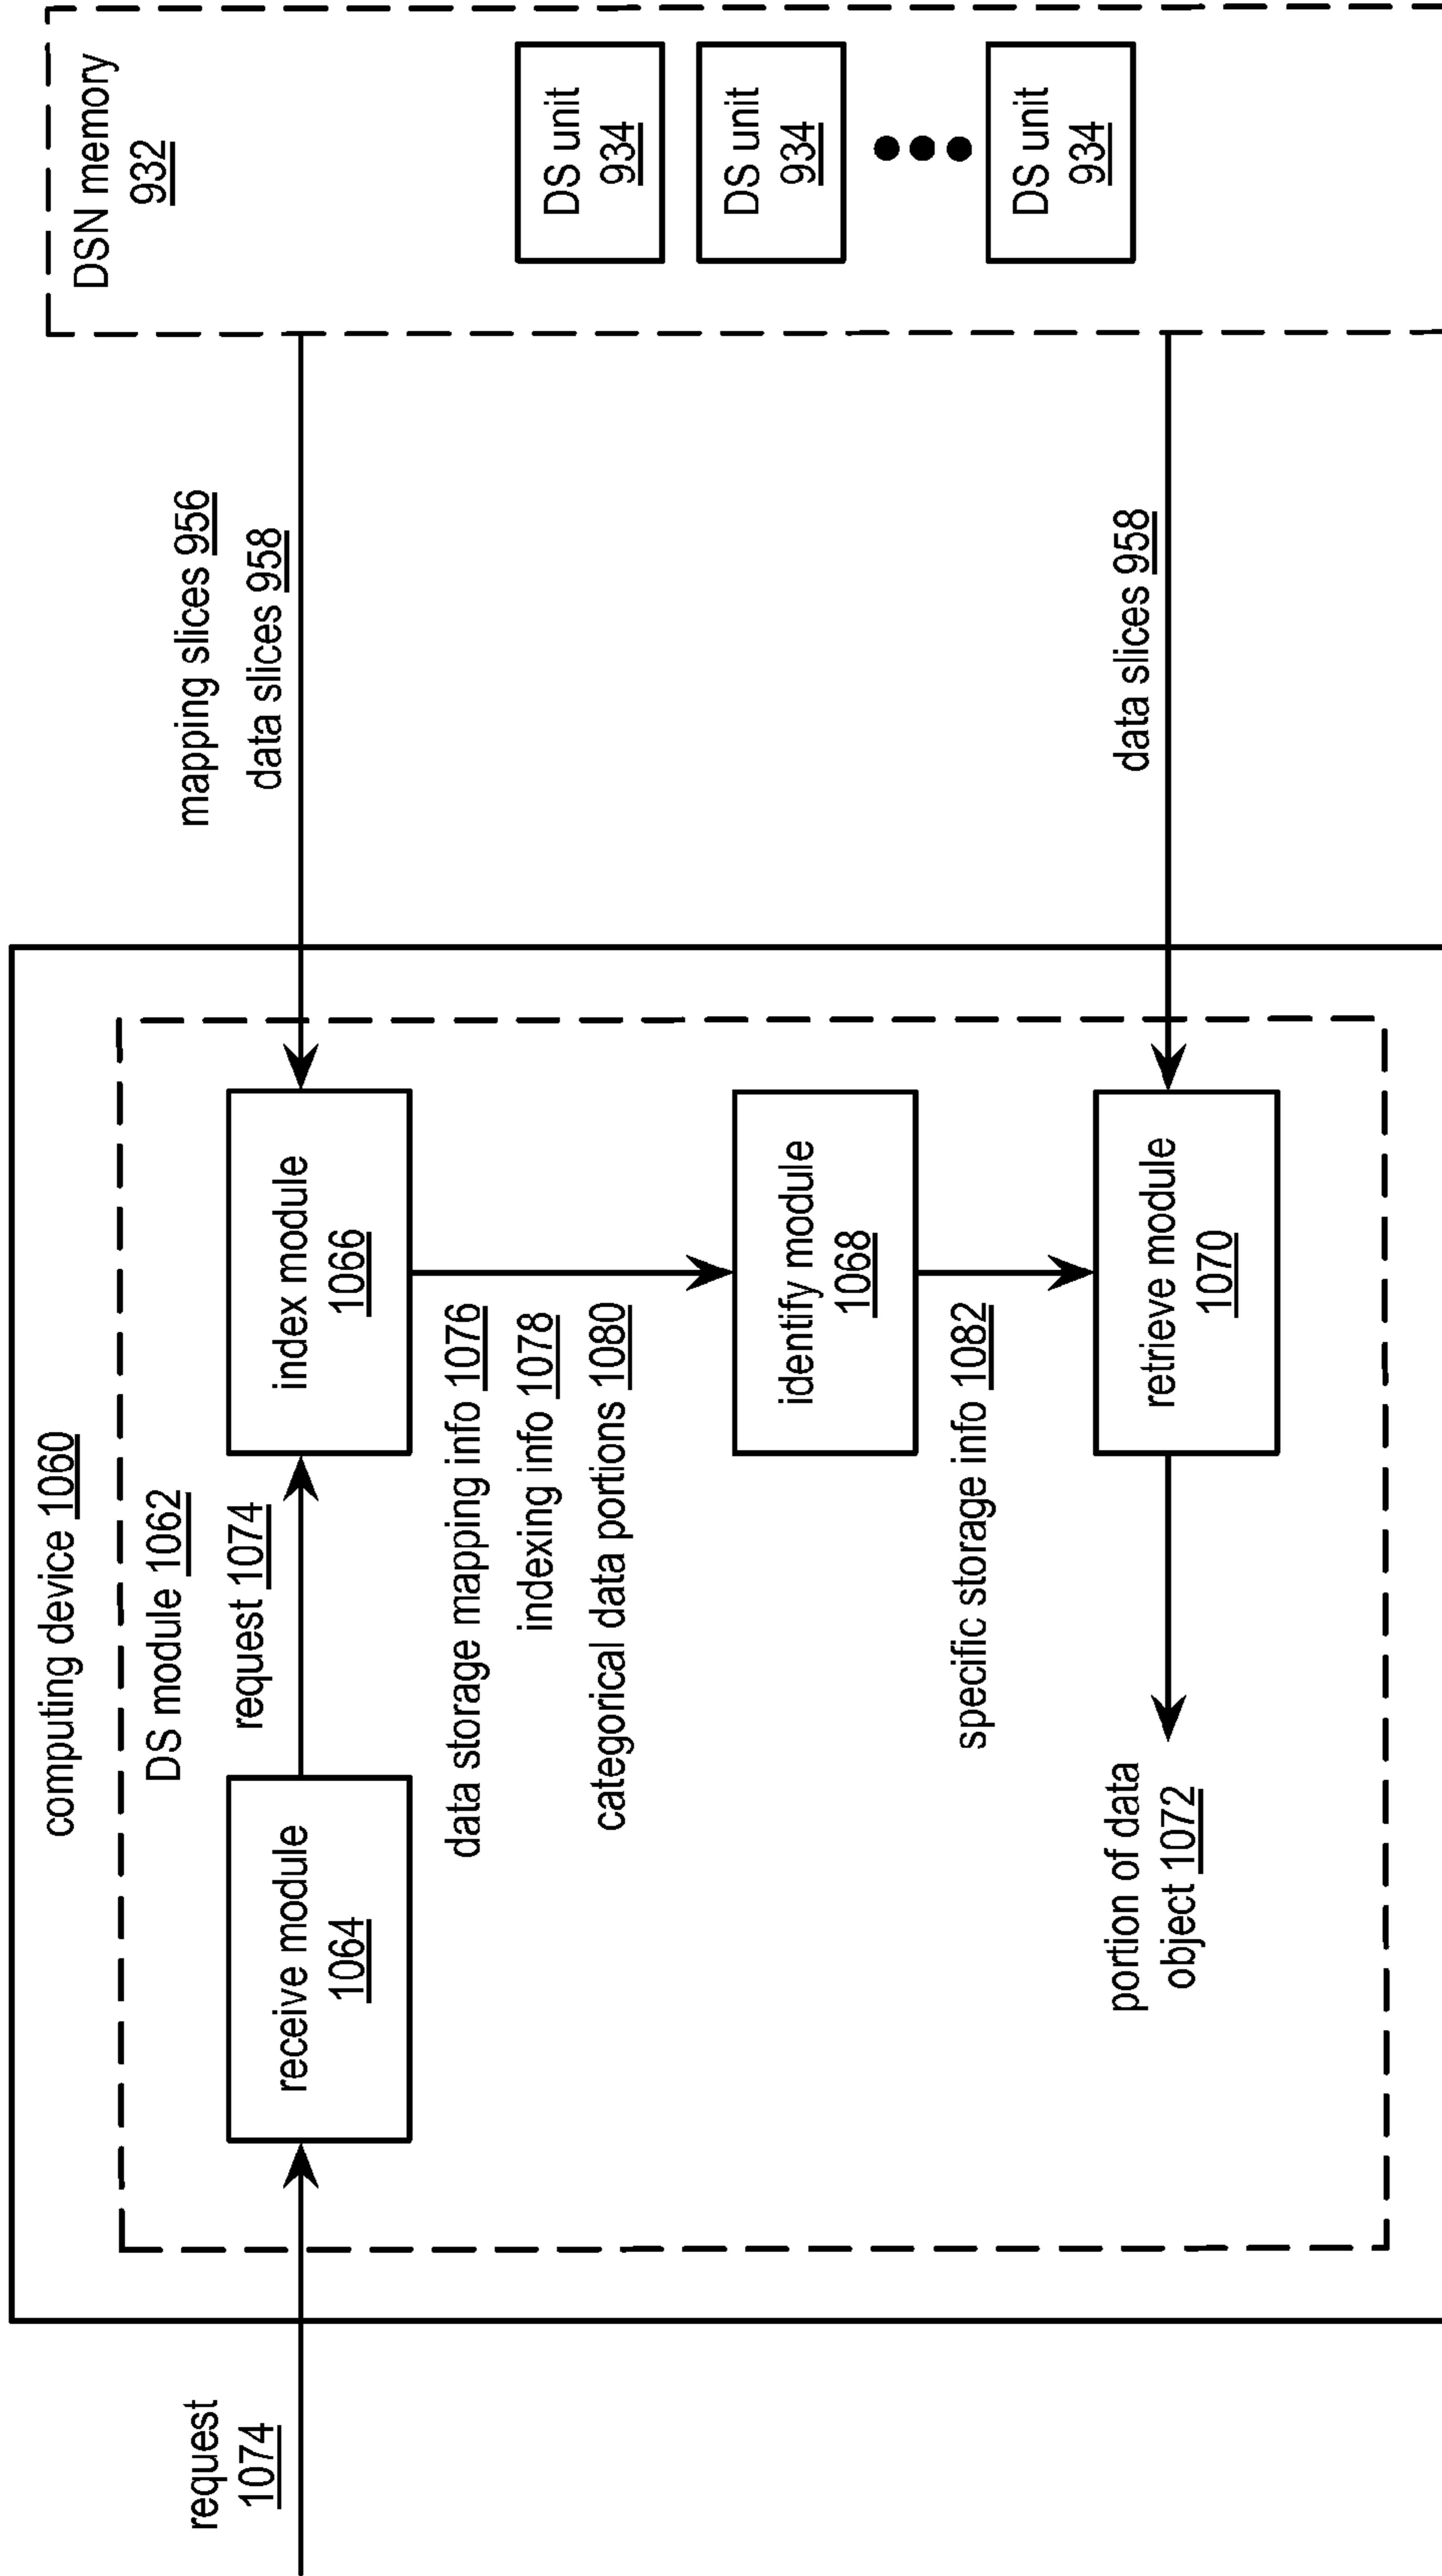 computing device 1060
DS module 1062
request
1074
receive module
1064
request 1074
index module
1066
mapping slices 956
data slices 958
DSN memory
932
data storage mapping info 1076
indexing info 1078
categorical data portions 1080
identify module
1068
specific storage info 1082
DS unit
934
DS unit
934
DS unit
934
portion of data
object 1072
retrieve module
1070
data slices 958